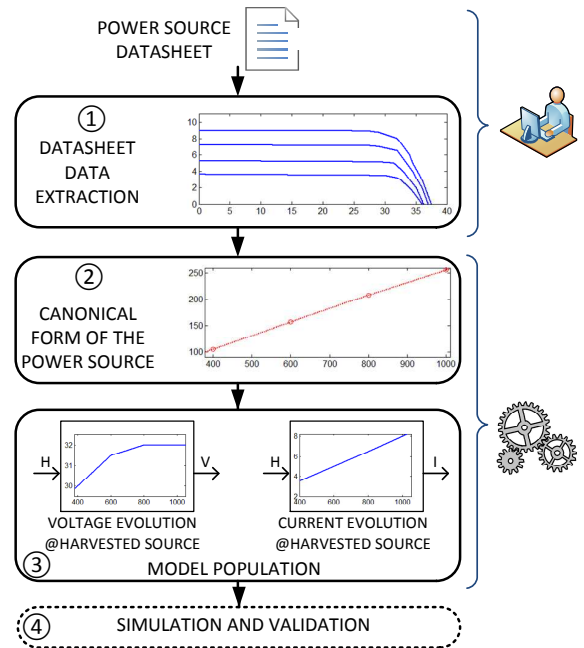 POWER SOURCE
DATASHEET
1
DATASHEET
DATA
EXTRACTION
10
8
6
4
2
0
0 5 10 15 20 25 30 35 40
2
CANONICAL
FORM OF THE
POWER SOURCE
250
200
150
100
400 500 600 700 800 900 1000
H
32
31
30
400 600 800 1000
V
VOLTAGE EVOLUTION
@HARVESTED SOURCE
H
8
6
4
2
400 600 800 1000
I
CURRENT EVOLUTION
@HARVESTED SOURCE
3
MODEL POPULATION
4
SIMULATION AND VALIDATION